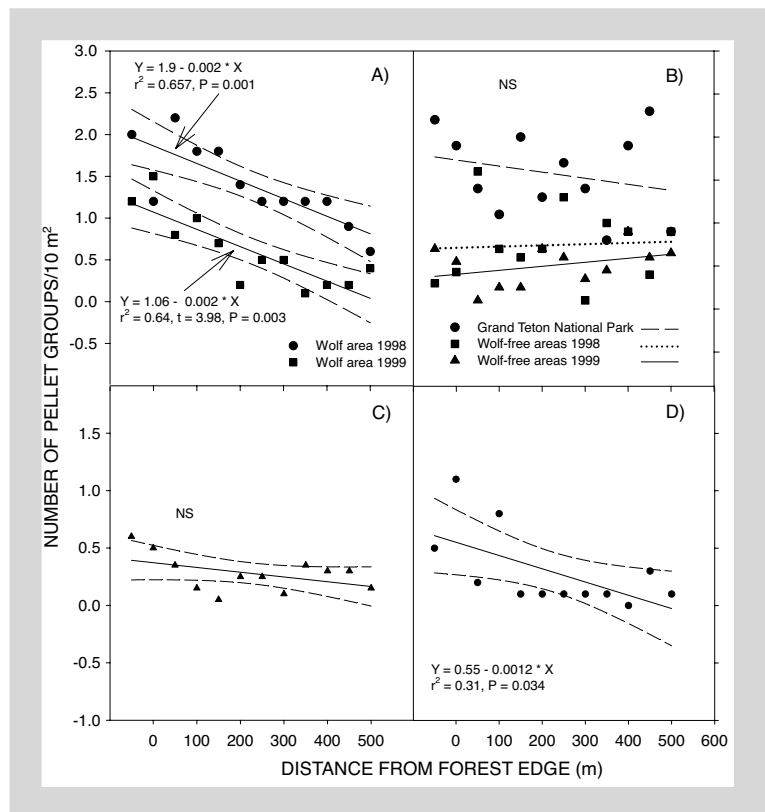 NUMBER OF PELLET GROUPS/10 m²
3.0
2.5
2.0
1.5
1.0
0.5
0.0
-0.5
Y = 1.9 - 0.002 * X
r² = 0.657, P = 0.001
A)
Y = 1.06 - 0.002 * X
r² = 0.64, t = 3.98, P = 0.003
Wolf area 1998
Wolf area 1999
NS
B)
Grand Teton National Park
Wolf-free areas 1998
Wolf-free areas 1999
1.5
1.0
0.5
0.0
-0.5
-1.0
C)
NS
D)
Y = 0.55 - 0.0012 * X
r² = 0.31, P = 0.034
0 100 200 300 400 500
0 100 200 300 400 500 600
DISTANCE FROM FOREST EDGE (m)